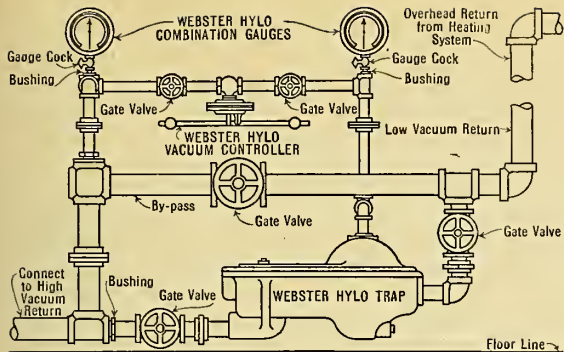 WEBSTER HYLO
COMBINATION GAUGES
Overhead Return
from Heating
System
Gauge Cock
Bushing
Gauge Cock
Bushing
Gate Valve
Gate Valve
WEBSTER HYLO
VACUUM CONTROLLER
Low Vacuum Return
By-pass
Gate Valve
Gate Valve
Connect
to High
Vacuum
Return
Bushing
Gate Valve
WEBSTER HYLO TRAP
Floor Line